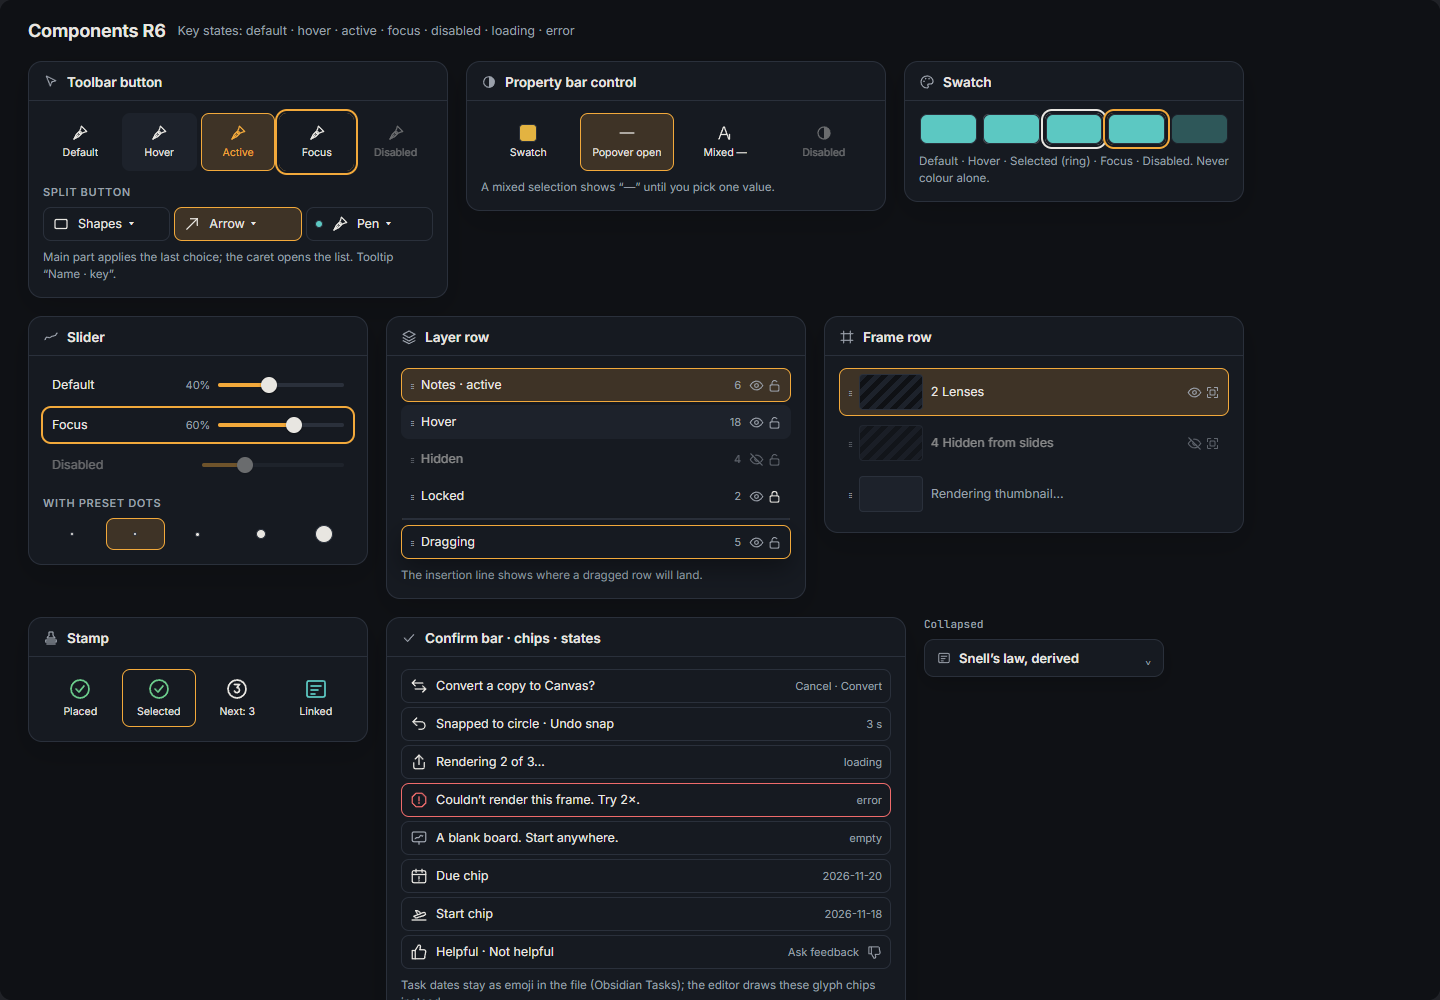 Components R6
Key states: default · hover · active · focus · disabled · loading · error
Toolbar button
Default
Hover
Active
Focus
Disabled
SPLIT BUTTON
Shapes
Arrow
Pen
Main part applies the last choice; the caret opens the list. Tooltip
“Name · key”.
Property bar control
Swatch
Popover open
Mixed —
Disabled
A mixed selection shows “—” until you pick one value.
Swatch
Default · Hover · Selected (ring) · Focus · Disabled. Never
colour alone.
Slider
Default 40%
Focus 60%
Disabled
WITH PRESET DOTS
Layer row
Notes · active 6
Hover 18
Hidden 4
Locked 2
Dragging 5
The insertion line shows where a dragged row will land.
Frame row
2 Lenses
4 Hidden from slides
Rendering thumbnail…
Stamp
Placed
Selected
3
Next: 3
Linked
Confirm bar · chips · states
Convert a copy to Canvas? Cancel · Convert
Snapped to circle · Undo snap 3 s
Rendering 2 of 3… loading
Couldn’t render this frame. Try 2×. error
A blank board. Start anywhere. empty
Due chip 2026-11-20
Start chip 2026-11-18
Helpful · Not helpful Ask feedback
Task dates stay as emoji in the file (Obsidian Tasks); the editor draws these glyph chips
Collapsed
Snell’s law, derived